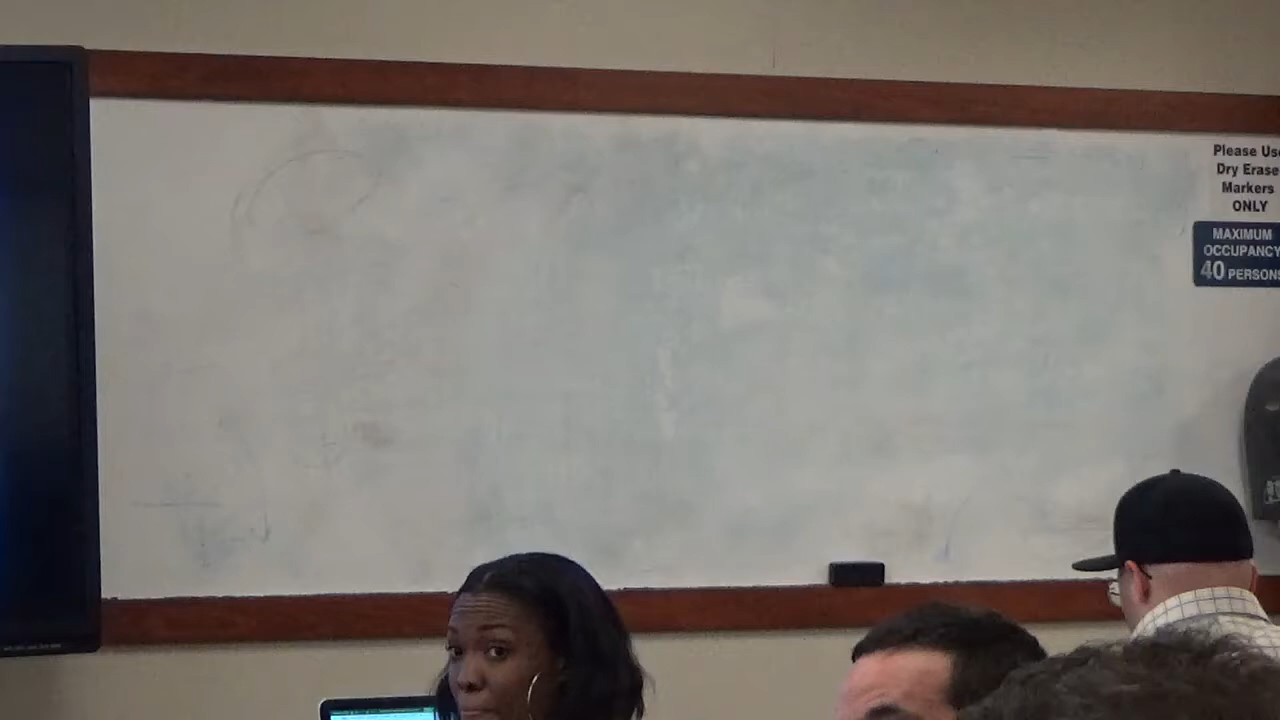 Please Use
Dry Erase
Markers
ONLY
MAXIMUM
OCCUPANCY
40 PERSONS